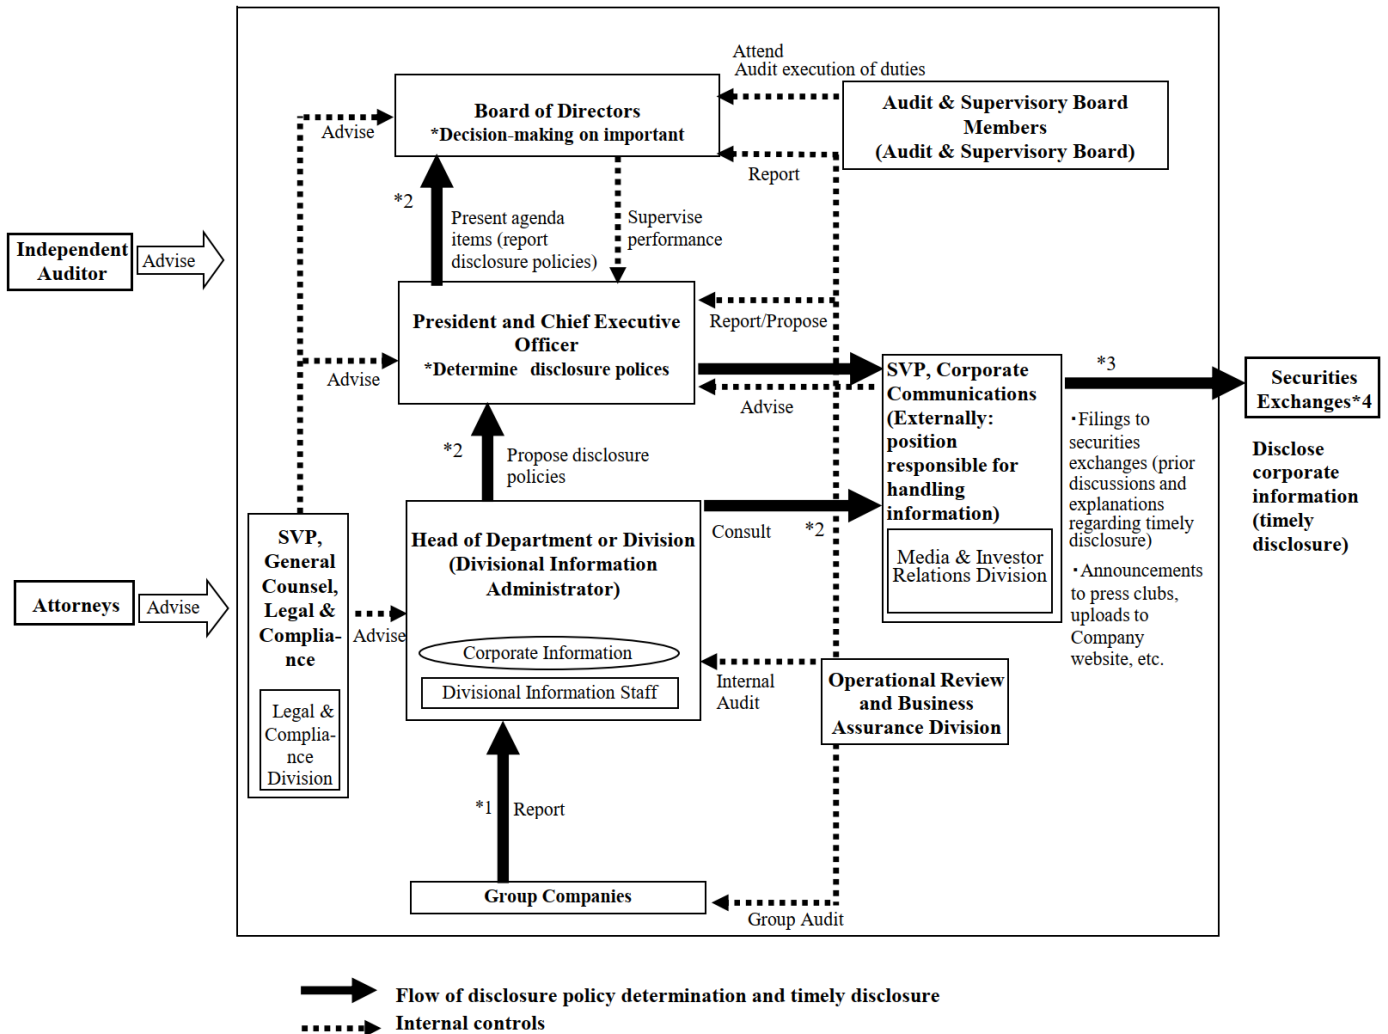 Attend
Audit execution of duties
Board of Directors
*Decision-making on important
Advise
Audit & Supervisory Board
Members
(Audit & Supervisory Board)
Report
*2
Present agenda
items (report
disclosure policies)
Supervise
performance
Independent
Auditor
Advise
President and Chief Executive
Officer
*Determine disclosure polices
Report/Propose
Advise
Advise
SVP, Corporate
Communications
(Externally:
position
responsible for
handling
information)
Media & Investor
Relations Division
*3
Securities
Exchanges*4
・Filings to
securities
exchanges (prior
discussions and
explanations
regarding timely
disclosure)
・Announcements
to press clubs,
uploads to
Company
website, etc.
Disclose
corporate
information
(timely
disclosure)
*2
Propose disclosure
policies
Consult
*2
SVP,
General
Counsel,
Legal &
Complia-
nce
Legal &
Complia-
nce
Division
Head of Department or Division
(Divisional Information
Administrator)
Corporate Information
Divisional Information Staff
Attorneys
Advise
Advise
Internal
Audit
Operational Review
and Business
Assurance Division
*1
Report
Group Companies
Group Audit
Flow of disclosure policy determination and timely disclosure
Internal controls